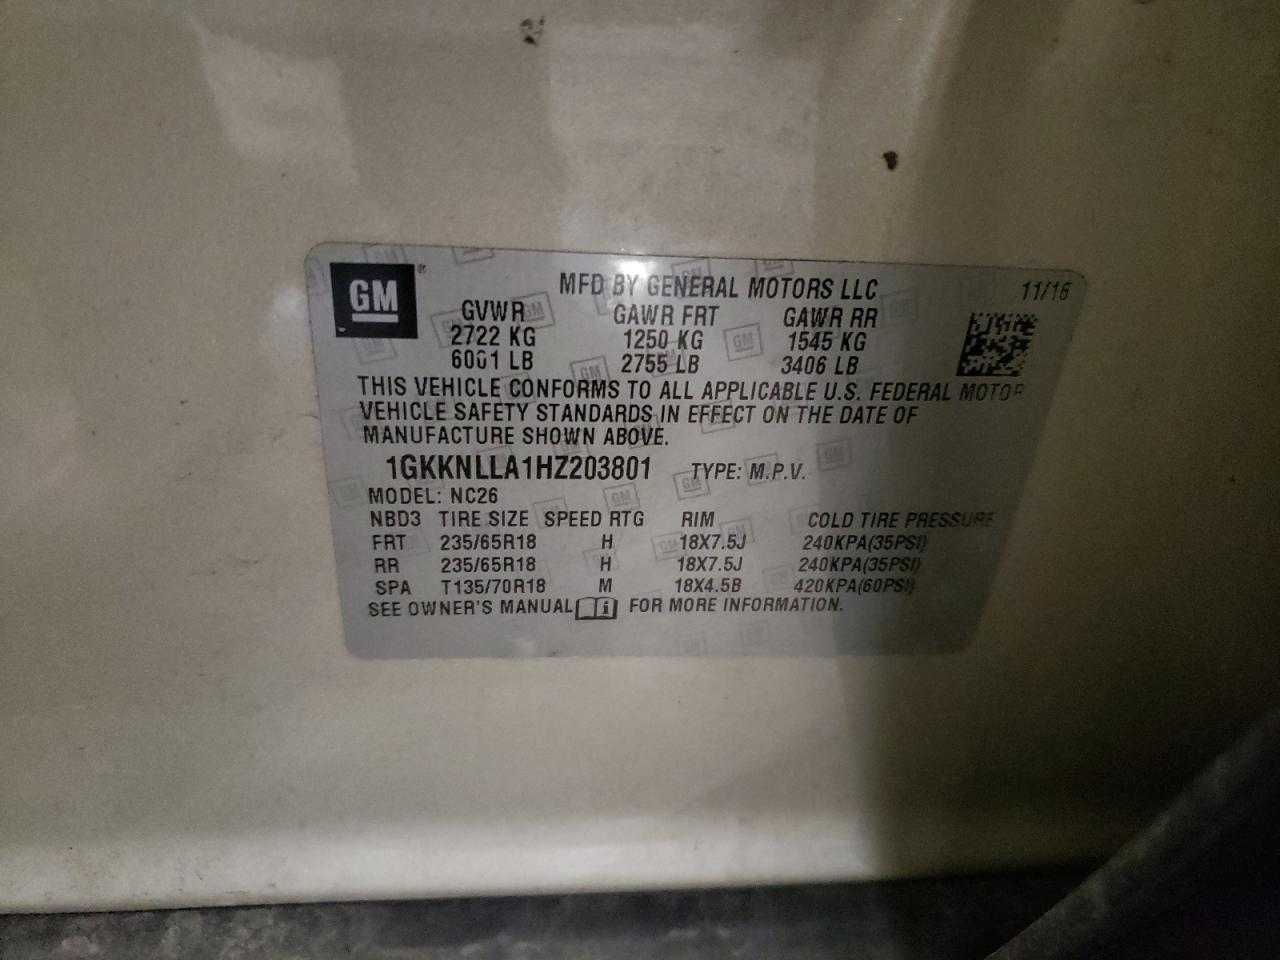 GM
MFD BY GENERAL MOTORS LLC 11/16
GVWR GAWR FRT GAWR RR
2722 KG 1250 KG 1545 KG
6001 LB 2755 LB 3406 LB
THIS VEHICLE CONFORMS TO ALL APPLICABLE U.S. FEDERAL MOTOR
VEHICLE SAFETY STANDARDS IN EFFECT ON THE DATE OF
MANUFACTURE SHOWN ABOVE.
1GKKNLLA1HZ203801 TYPE: M.P.V.
MODEL: NC26
NBD3 TIRE SIZE SPEED RTG RIM COLD TIRE PRESSURE
FRT 235/65R18 H 18X7.5J 240KPA(35PSI)
RR 235/65R18 H 18X7.5J 240KPA(35PSI)
SPA T135/70R18 M 18X4.5B 420KPA(60PSI)
SEE OWNER'S MANUAL i FOR MORE INFORMATION.